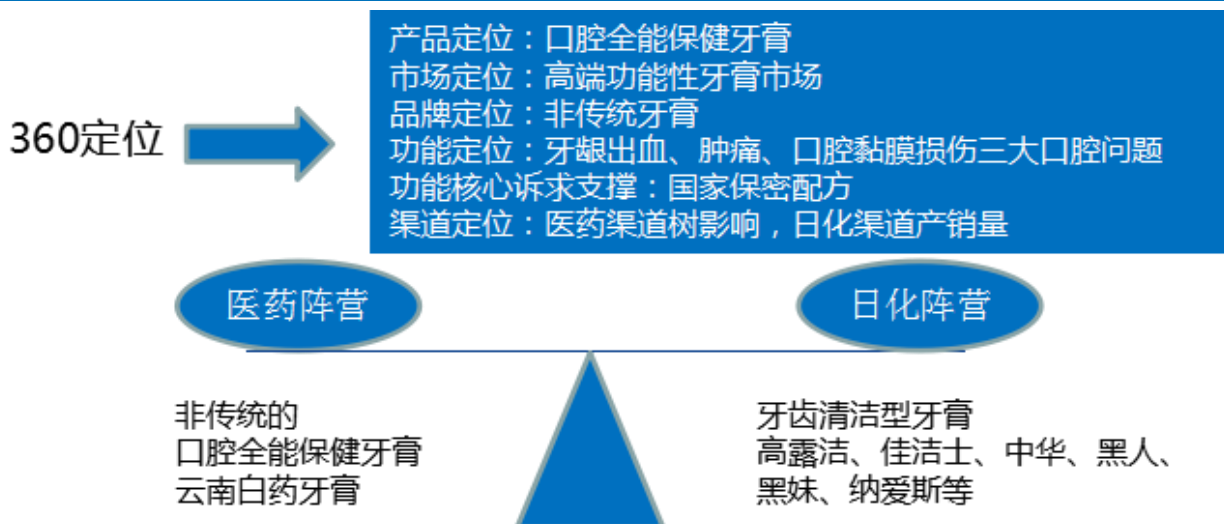 360定位
产品定位：口腔全能保健牙膏
市场定位：高端功能性牙膏市场
品牌定位：非传统牙膏
功能定位：牙龈出血、肿痛、口腔黏膜损伤三大口腔问题
功能核心诉求支撑：国家保密配方
渠道定位：医药渠道树影响，日化渠道产销量
医药阵营
日化阵营
非传统的
口腔全能保健牙膏
云南白药牙膏
牙齿清洁型牙膏
高露洁、佳洁士、中华、黑人、
黑妹、纳爱斯等